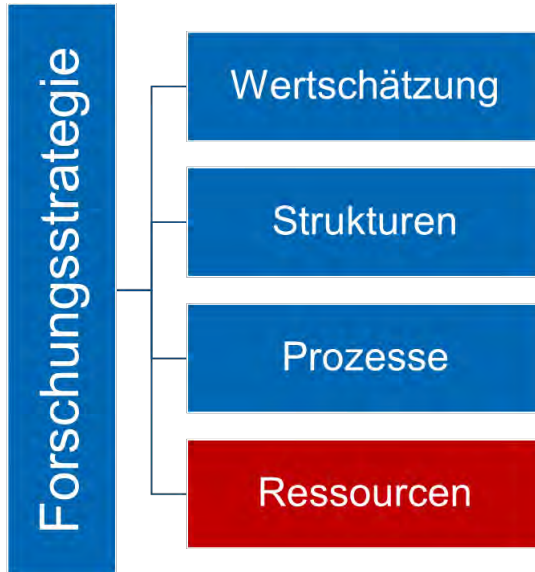 Forschungsstrategie
Wertschätzung
Strukturen
Prozesse
Ressourcen